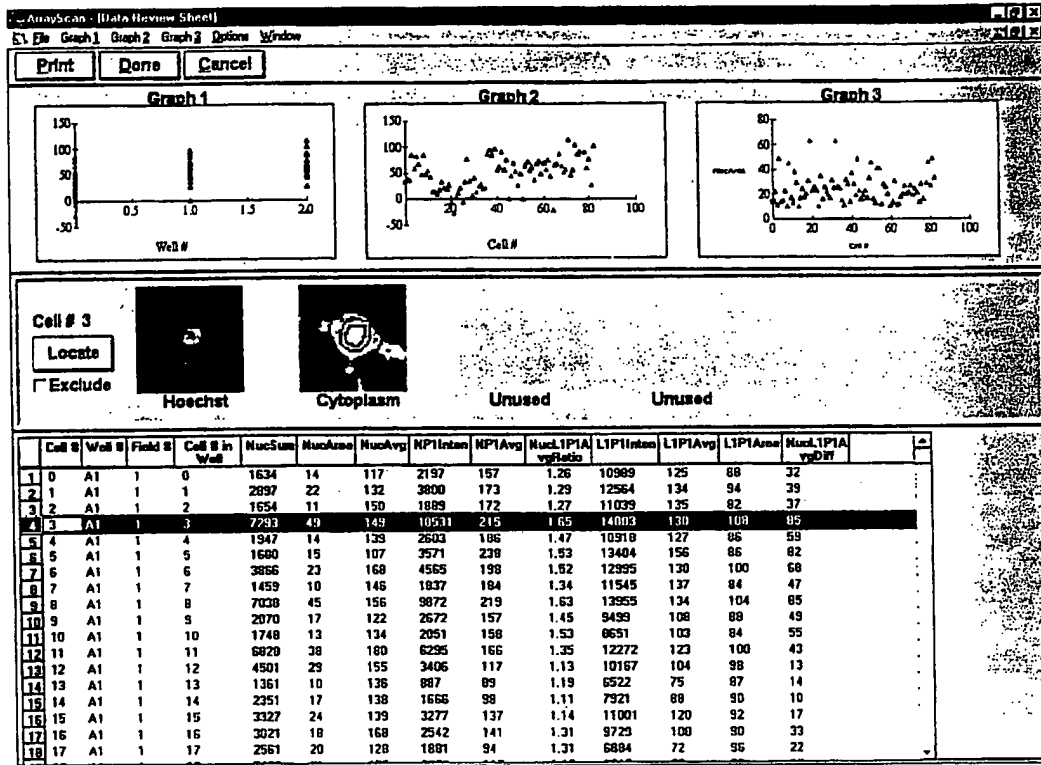 ArrayScan - [Data Review Sheet]
File Graph 1 Graph 2 Graph 3 Options Window
Print Done Cancel
Graph 1 Graph 2 Graph 3
150
100
50
0.5 1.0 1.5 2.0
-50
Well #
150
100
50
0
20 40 60 80 100
-50
Cell #
80
60
40
20
0
0 20 40 60 80 100
Cell #
Cell # 3
Locate
Exclude
Hoechst Cytoplasm Unused Unused
Cell # Well # Field # Cell # in Well NucSum NucArea NucAvg NP1Inten NP1Avg NucL1P1AvgRatio L1P1Inten L1P1Avg L1P1Area NucL1P1AvgDiff
1 0 A1 1 0 1634 14 117 2197 157 1.26 10989 125 88 32
2 1 A1 1 1 2897 22 132 3800 173 1.29 12564 134 94 39
3 2 A1 1 2 1654 11 150 1889 172 1.27 11039 135 82 37
4 3 A1 1 3 7293 49 149 10531 215 1.65 14003 130 108 85
5 4 A1 1 4 1947 14 139 2603 186 1.47 10918 127 86 59
6 5 A1 1 5 1600 15 107 3571 238 1.53 13404 156 86 82
7 6 A1 1 6 3866 23 168 4565 198 1.52 12995 130 100 68
8 7 A1 1 7 1459 10 146 1837 184 1.34 11545 137 84 47
9 8 A1 1 8 7038 45 156 9872 219 1.63 13955 134 104 85
10 9 A1 1 9 2070 17 122 2672 157 1.45 9499 108 88 49
11 10 A1 1 10 1748 13 134 2051 158 1.53 8651 103 84 55
12 11 A1 1 11 6820 38 180 6295 166 1.35 12272 123 100 43
13 12 A1 1 12 4501 29 155 3406 117 1.13 10167 104 98 13
14 13 A1 1 13 1361 10 136 887 89 1.19 6522 75 87 14
15 14 A1 1 14 2351 17 138 1666 98 1.11 7921 88 90 10
16 15 A1 1 15 3327 24 139 3277 137 1.14 11001 120 92 17
17 16 A1 1 16 3021 18 168 2542 141 1.31 9729 100 90 33
18 17 A1 1 17 2561 20 128 1881 94 1.31 6884 72 96 22